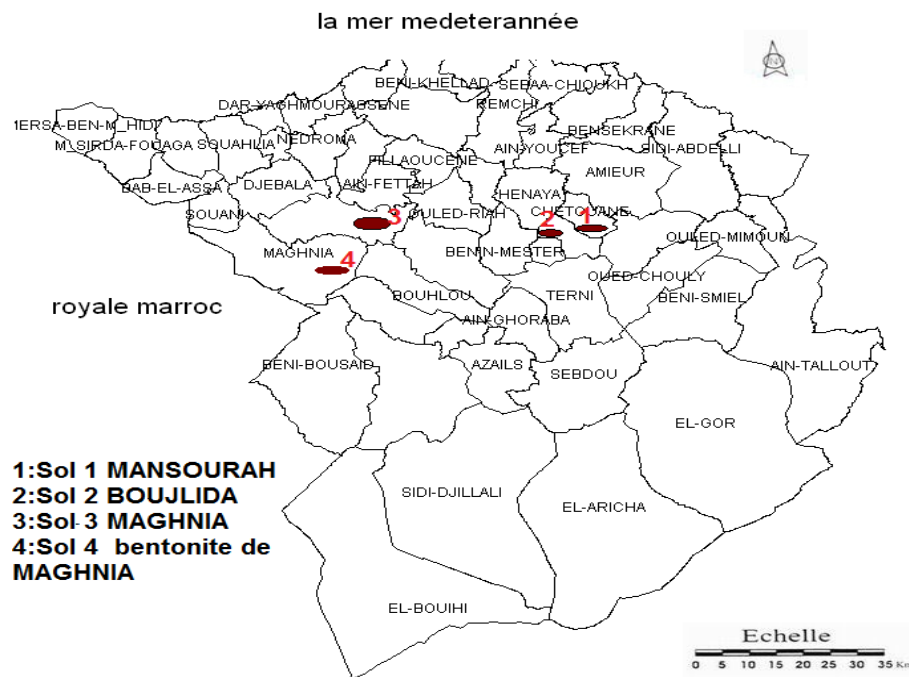 la mer medeterannée
N
BENI-KHELLAD
SEBAA-CHIOUKH
DAR-YAGHMOURASSENE
REMCHI
MERSA-BEN-M_HIDI
BENSEKRANE
M_SIRDA-FOUAGA
SOUAHLIA
NEDROMA
AIN-YOUCEF
SIDI-ABDELLI
FILLAOUCENE
AMIEUR
BAB-EL-ASSA
DJEBALA
AIN-FETTAH
HENAYA
SOUANI
3
OULED-RIAH
CHETOUANE
2
1
OULED-MIMOUN
MAGHNIA
4
BENIN-MESTER
OUED-CHOULY
royale marroc
BOUHLOU
TERNI
BENI-SMIEL
AIN-GHORABA
BENI-BOUSAID
AZAILS
SEBDOU
AIN-TALLOUT
EL-GOR
1:Sol 1 MANSOURAH
2:Sol 2 BOUJLIDA
3:Sol 3 MAGHNIA
4:Sol 4 bentonite de
MAGHNIA
SIDI-DJILLALI
EL-ARICHA
EL-BOUIHI
Echelle
0 5 10 15 20 25 30 35 Km